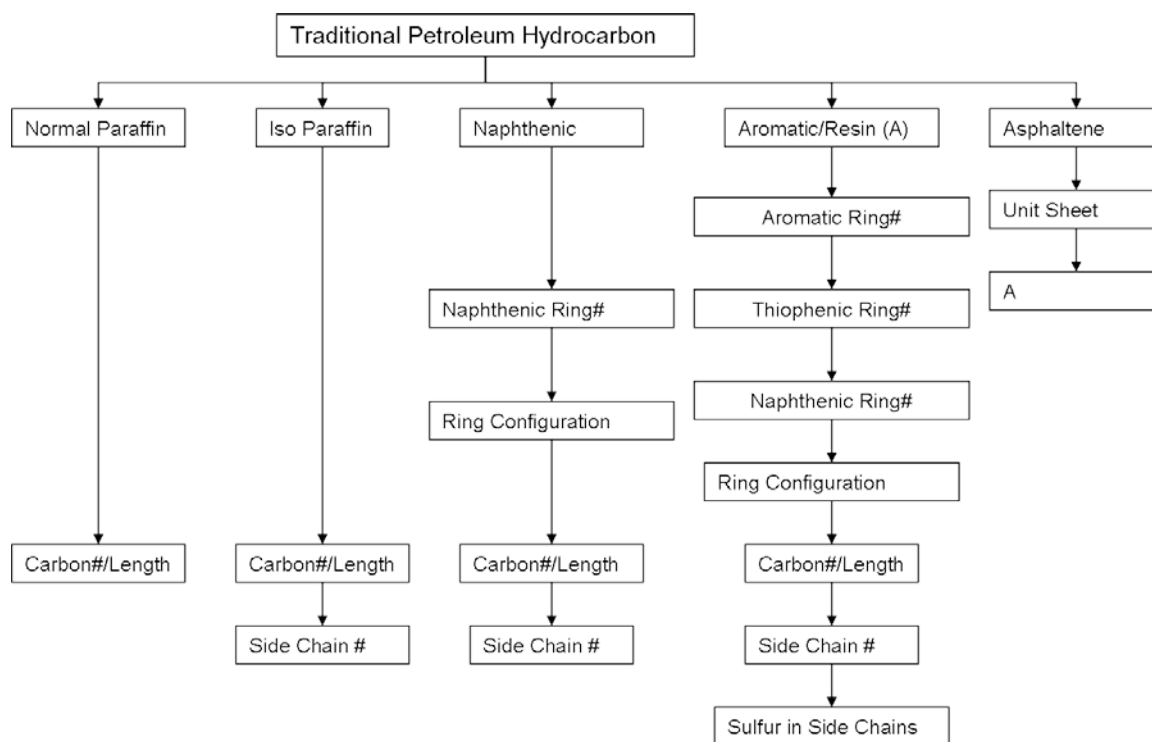 Traditional Petroleum Hydrocarbon
Normal Paraffin
Iso Paraffin
Naphthenic
Aromatic/Resin (A)
Asphaltene
Aromatic Ring#
Unit Sheet
Naphthenic Ring#
Thiophenic Ring#
A
Ring Configuration
Naphthenic Ring#
Ring Configuration
Carbon#/Length
Carbon#/Length
Carbon#/Length
Carbon#/Length
Side Chain #
Side Chain #
Side Chain #
Sulfur in Side Chains